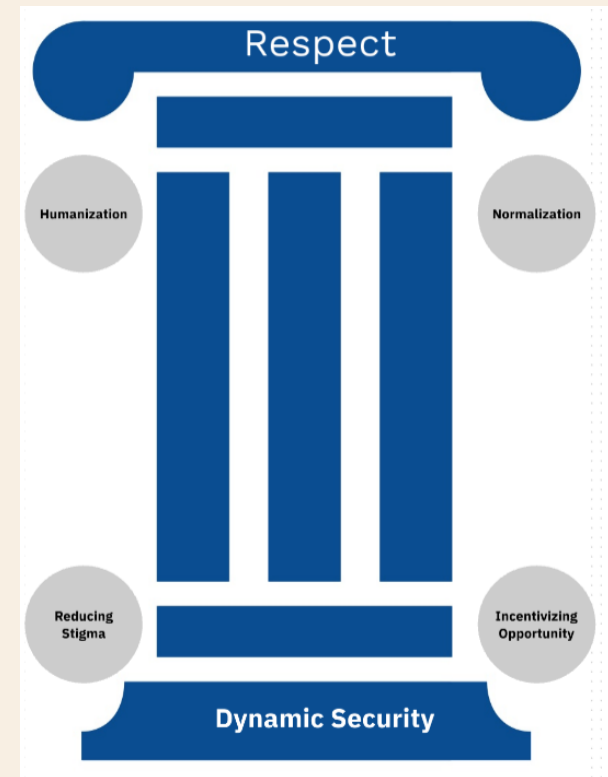 Respect
Humanization
Normalization
Reducing
Stigma
Incentivizing
Opportunity
Dynamic Security